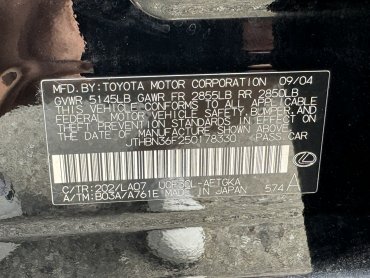 MFD. BY: TOYOTA MOTOR CORPORATION 09/04
GVWR 5145LB GAWR FR 2855LB RR 2850LB
THIS VEHICLE CONFORMS TO ALL APPLICABLE
FEDERAL MOTOR VEHICLE SAFETY, BUMPER,
AND THEFT PREVENTION STANDARDS IN EFFECT ON
THE DATE OF MANUFACTURE SHOWN ABOVE.
JTHBN36F250178330 PASS.CAR
C/TR:202/LA07 UCF30L-AETGKA
A/TM:B03A/A761E MADE IN JAPAN 574 A